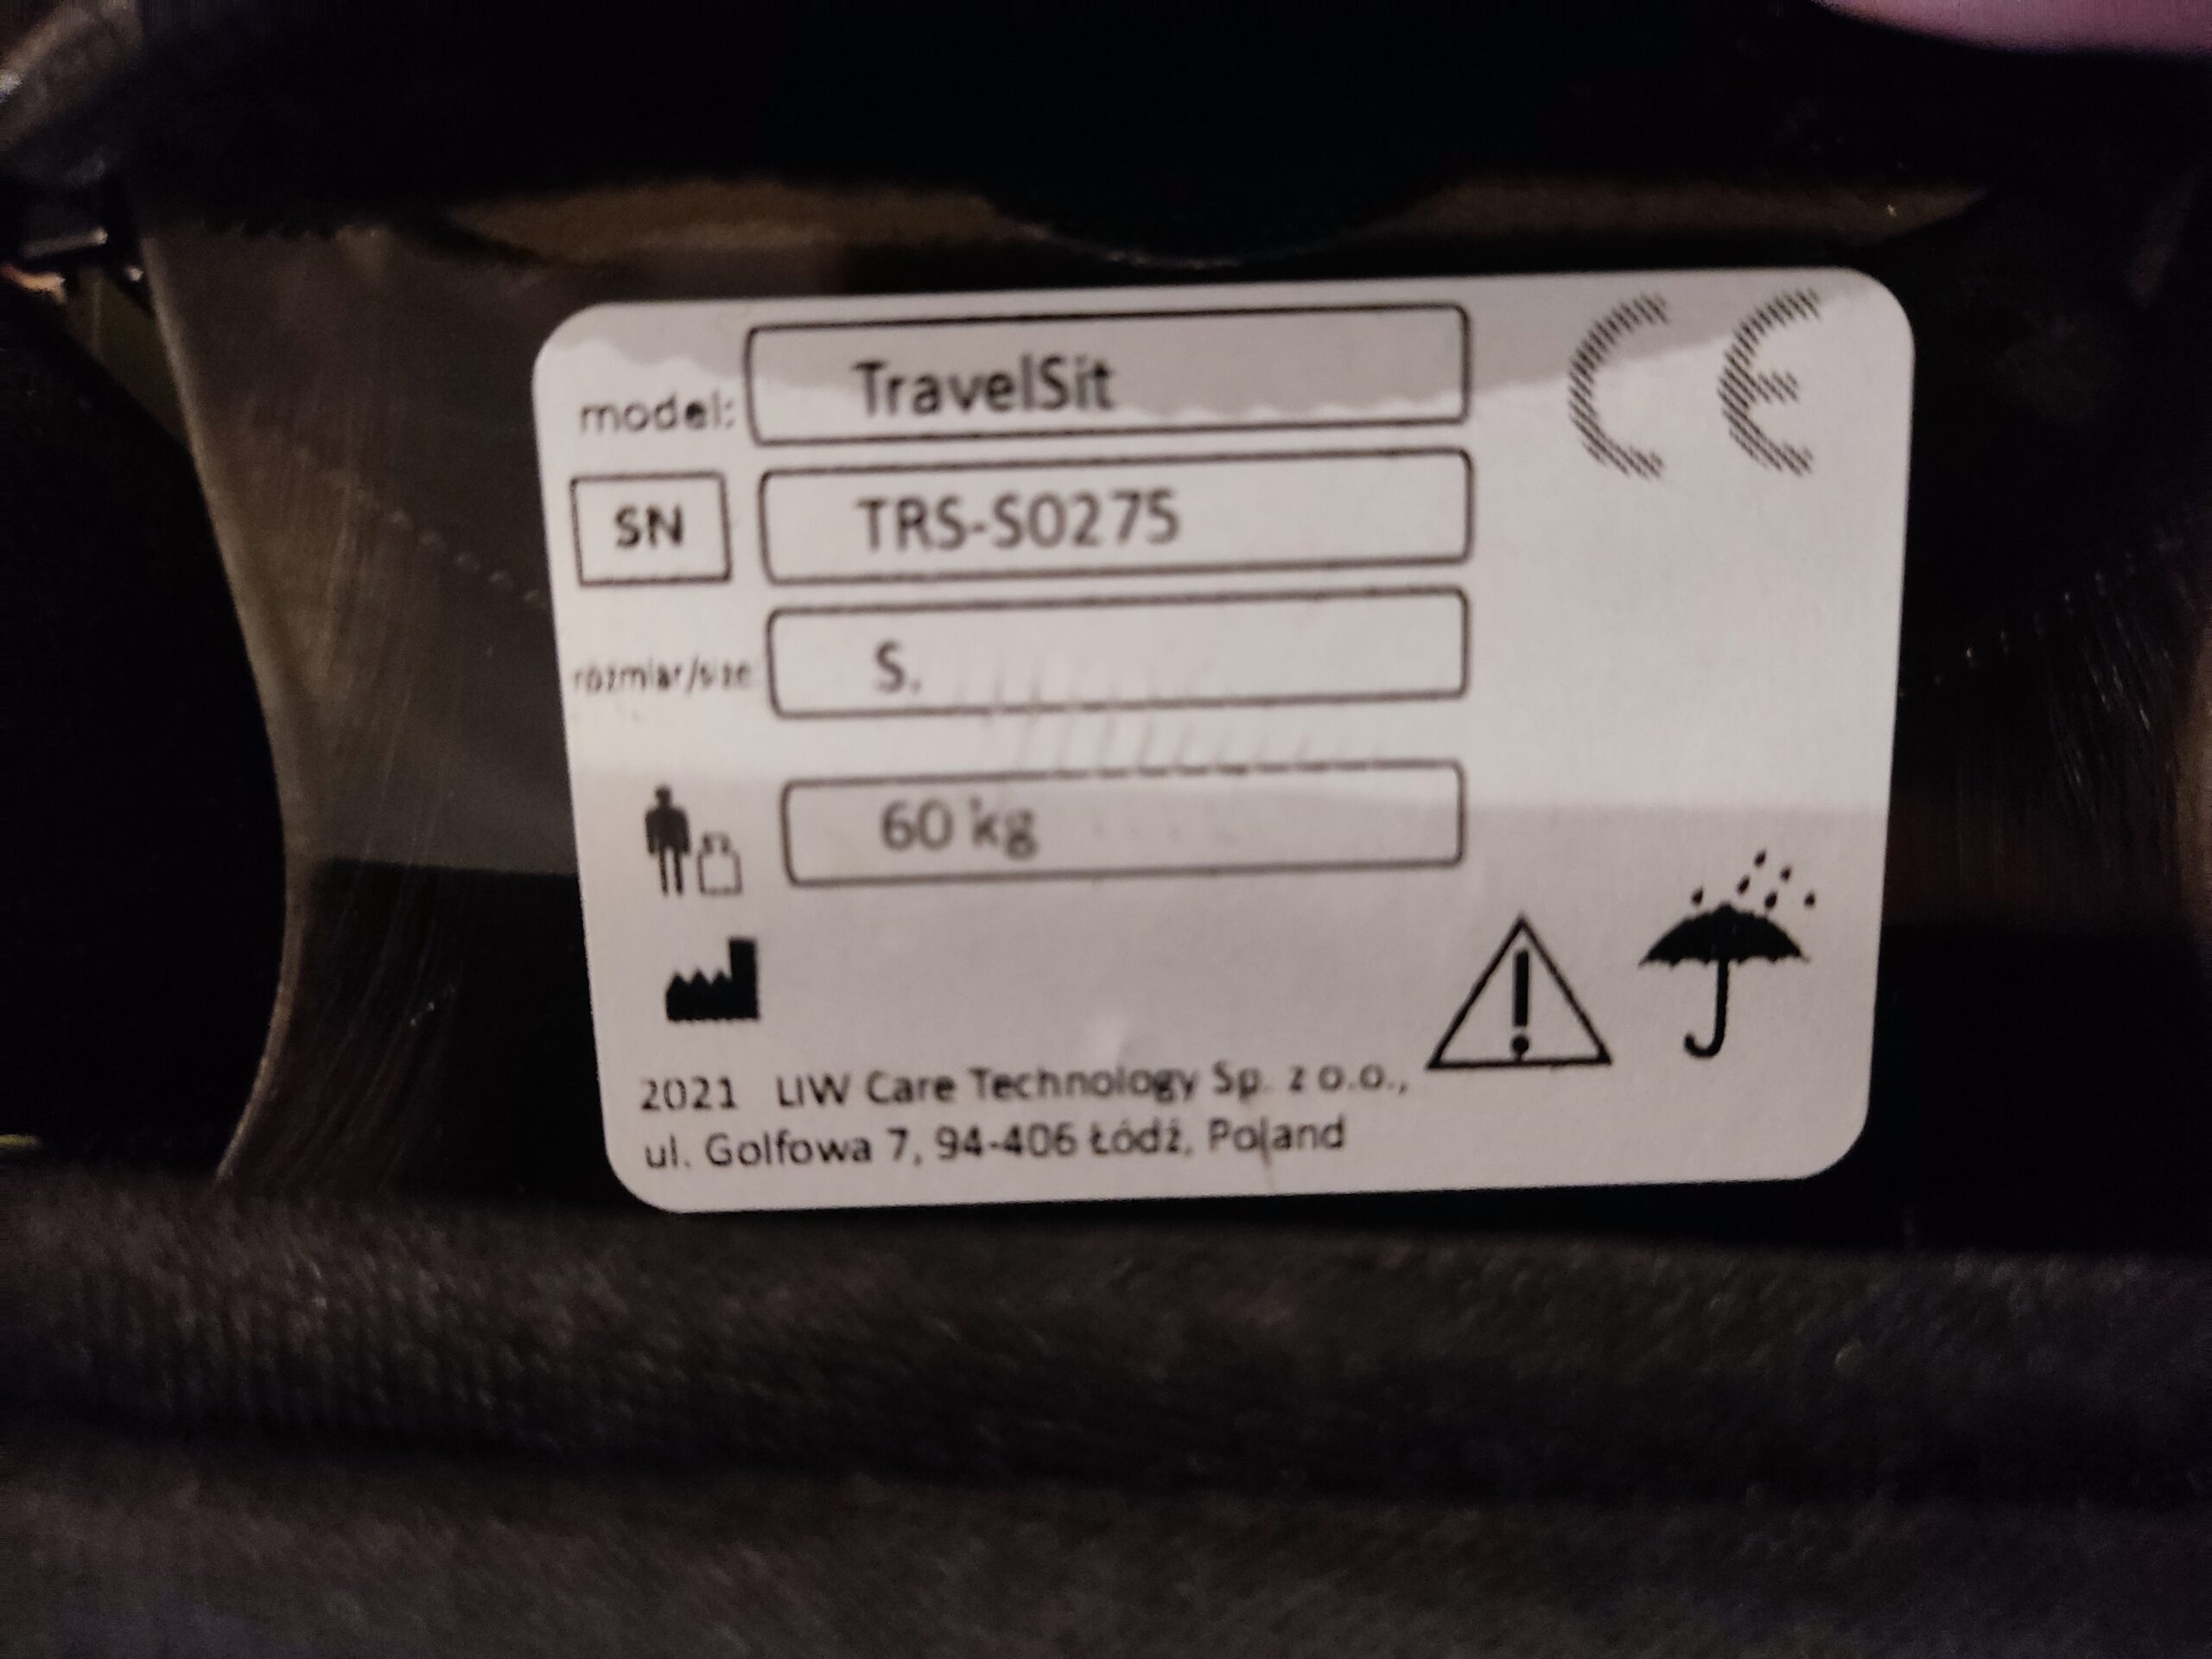 model: TravelSit
CE
SN TRS-S0275
rozmiar/size S.
60 kg
2021 LIW Care Technology Sp. z o.o.,
ul. Golfowa 7, 94-406 Łódź, Poland